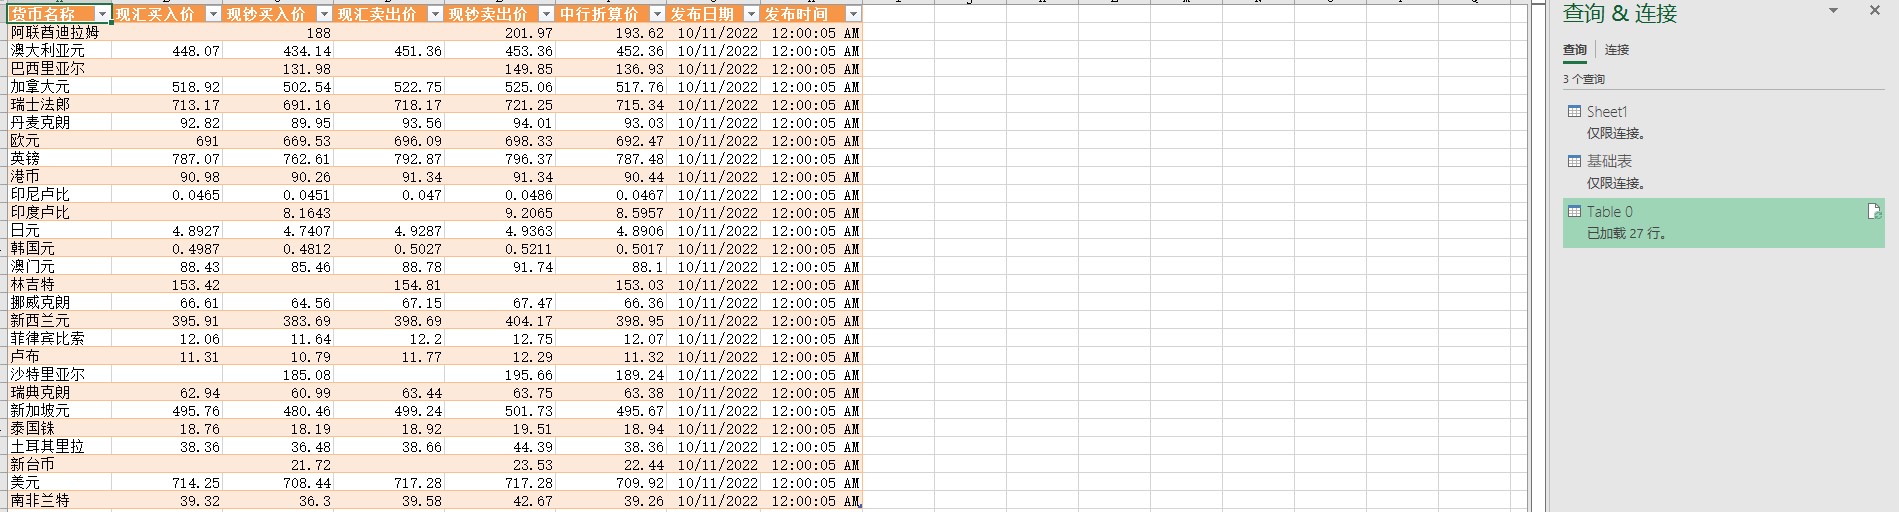 货币名称 现汇买入价 现钞买入价 现汇卖出价 现钞卖出价 中行折算价 发布日期 发布时间
阿联酋迪拉姆 188 201.97 193.62 10/11/2022 12:00:05 AM
澳大利亚元 448.07 434.14 451.36 453.36 452.36 10/11/2022 12:00:05 AM
巴西里亚尔 131.98 149.85 136.93 10/11/2022 12:00:05 AM
加拿大元 518.92 502.54 522.75 525.06 517.76 10/11/2022 12:00:05 AM
瑞士法郎 713.17 691.16 718.17 721.25 715.34 10/11/2022 12:00:05 AM
丹麦克朗 92.82 89.95 93.56 94.01 93.03 10/11/2022 12:00:05 AM
欧元 691 669.53 696.09 698.33 692.47 10/11/2022 12:00:05 AM
英镑 787.07 762.61 792.87 796.37 787.48 10/11/2022 12:00:05 AM
港币 90.98 90.26 91.34 91.34 90.44 10/11/2022 12:00:05 AM
印尼卢比 0.0465 0.0451 0.047 0.0486 0.0467 10/11/2022 12:00:05 AM
印度卢比 8.1643 9.2065 8.5957 10/11/2022 12:00:05 AM
日元 4.8927 4.7407 4.9287 4.9363 4.8906 10/11/2022 12:00:05 AM
韩国元 0.4987 0.4812 0.5027 0.5211 0.5017 10/11/2022 12:00:05 AM
澳门元 88.43 85.46 88.78 91.74 88.1 10/11/2022 12:00:05 AM
林吉特 153.42 154.81 153.03 10/11/2022 12:00:05 AM
挪威克朗 66.61 64.56 67.15 67.47 66.36 10/11/2022 12:00:05 AM
新西兰元 395.91 383.69 398.69 404.17 398.95 10/11/2022 12:00:05 AM
菲律宾比索 12.06 11.64 12.2 12.75 12.07 10/11/2022 12:00:05 AM
卢布 11.31 10.79 11.77 12.29 11.32 10/11/2022 12:00:05 AM
沙特里亚尔 185.08 195.66 189.24 10/11/2022 12:00:05 AM
瑞典克朗 62.94 60.99 63.44 63.75 63.38 10/11/2022 12:00:05 AM
新加坡元 495.76 480.46 499.24 501.73 495.67 10/11/2022 12:00:05 AM
泰国铢 18.76 18.19 18.92 19.51 18.94 10/11/2022 12:00:05 AM
土耳其里拉 38.36 36.48 38.66 44.39 38.36 10/11/2022 12:00:05 AM
新台币 21.72 23.53 22.44 10/11/2022 12:00:05 AM
美元 714.25 708.44 717.28 717.28 709.92 10/11/2022 12:00:05 AM
南非兰特 39.32 36.3 39.58 42.67 39.26 10/11/2022 12:00:05 AM
查询 & 连接
查询 连接
3 个查询
Sheet1
仅限连接。
基础表
仅限连接。
Table 0
已加载 27 行。